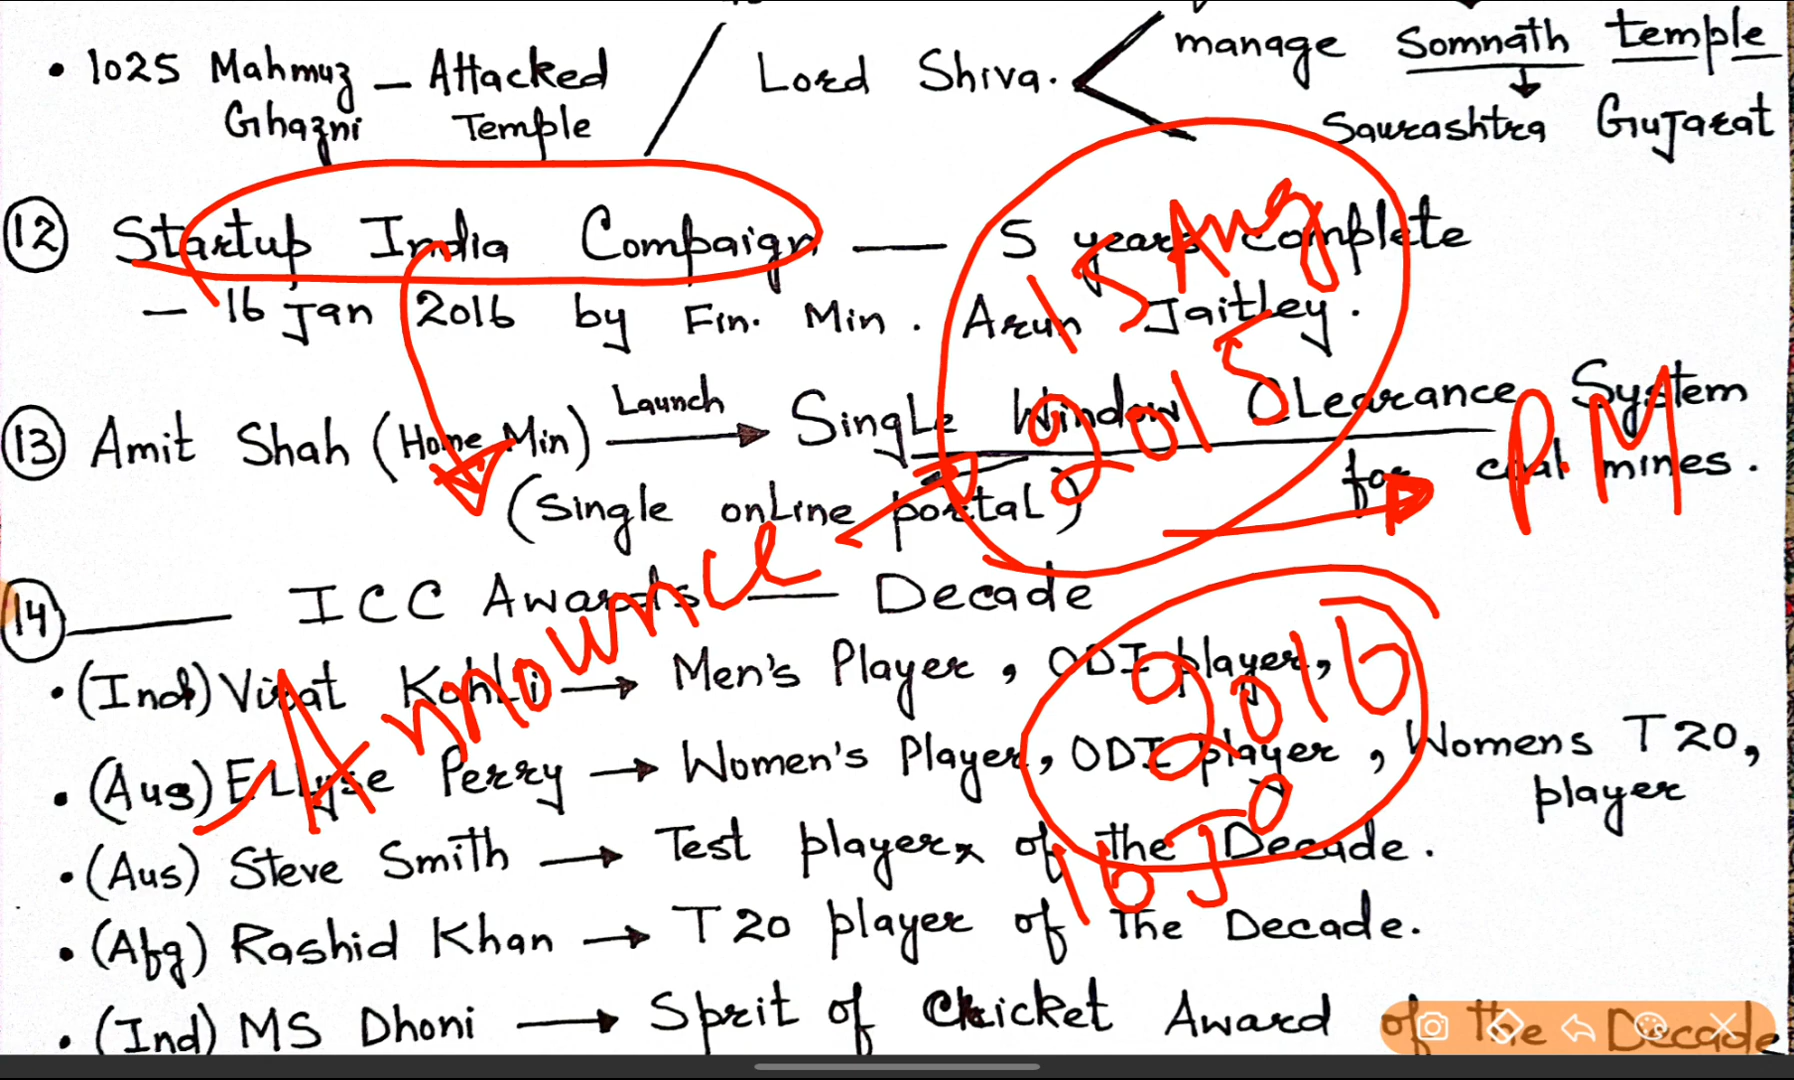 • 1025 Mahmuz — Attacked
Ghazni Temple
Lord Shiva.
manage Somnath temple
Saurashtra Gujarat
(12) Startup India Compaign — 5 years complete
— 16 Jan 2016 by Fin. Min. Arun Jaitley.
(13) Amit Shah (Home Min) Launch → Single Window Clearance System
(single online portal) for coal mines.
(14) — ICC Awards — Decade
• (Ind) Virat Kohli → Men's Player, ODI player,
• (Aus) Ellyse Perry → Women's Player, ODI player, Womens T20,
player
• (Aus) Steve Smith → Test player of the Decade.
• (Afg) Rashid Khan → T20 player of The Decade.
• (Ind) MS Dhoni → Sprit of Cricket Award of the Decade
15 Aug
2015
PM
Announce
2016
16 J